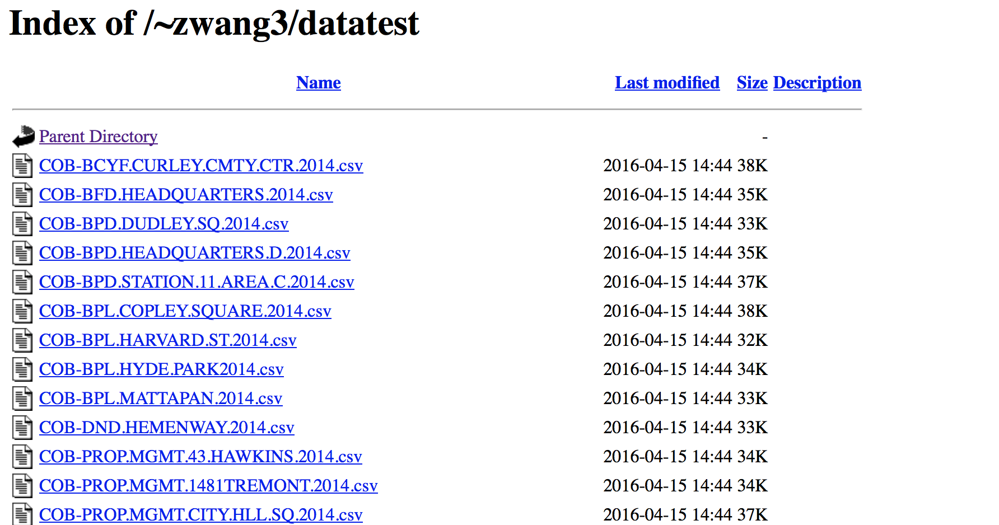 Index of /~zwang3/datatest
Name Last modified Size Description
Parent Directory -
COB-BCYF.CURLEY.CMTY.CTR.2014.csv 2016-04-15 14:44 38K
COB-BFD.HEADQUARTERS.2014.csv 2016-04-15 14:44 35K
COB-BPD.DUDLEY.SQ.2014.csv 2016-04-15 14:44 33K
COB-BPD.HEADQUARTERS.D.2014.csv 2016-04-15 14:44 35K
COB-BPD.STATION.11.AREA.C.2014.csv 2016-04-15 14:44 37K
COB-BPL.COPLEY.SQUARE.2014.csv 2016-04-15 14:44 38K
COB-BPL.HARVARD.ST.2014.csv 2016-04-15 14:44 32K
COB-BPL.HYDE.PARK2014.csv 2016-04-15 14:44 34K
COB-BPL.MATTAPAN.2014.csv 2016-04-15 14:44 33K
COB-DND.HEMENWAY.2014.csv 2016-04-15 14:44 33K
COB-PROP.MGMT.43.HAWKINS.2014.csv 2016-04-15 14:44 34K
COB-PROP.MGMT.1481TREMONT.2014.csv 2016-04-15 14:44 34K
COB-PROP.MGMT.CITY.HLL.SQ.2014.csv 2016-04-15 14:44 37K